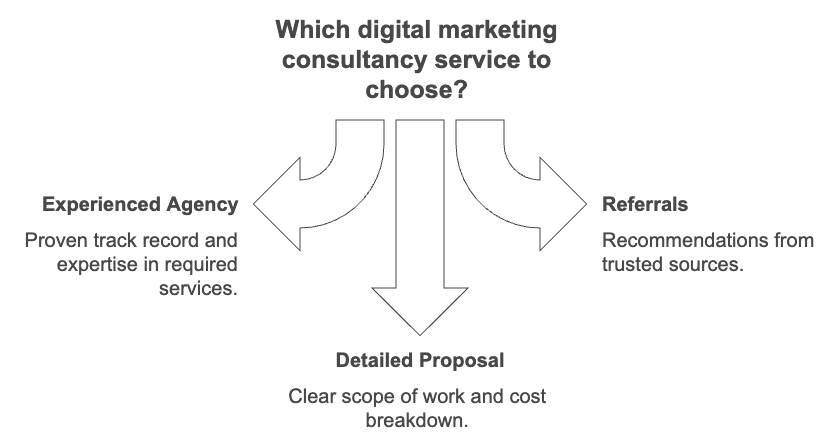 Which digital marketing
consultancy service to
choose?
Experienced Agency
Proven track record and
expertise in required
services.
Referrals
Recommendations from
trusted sources.
Detailed Proposal
Clear scope of work and cost
breakdown.